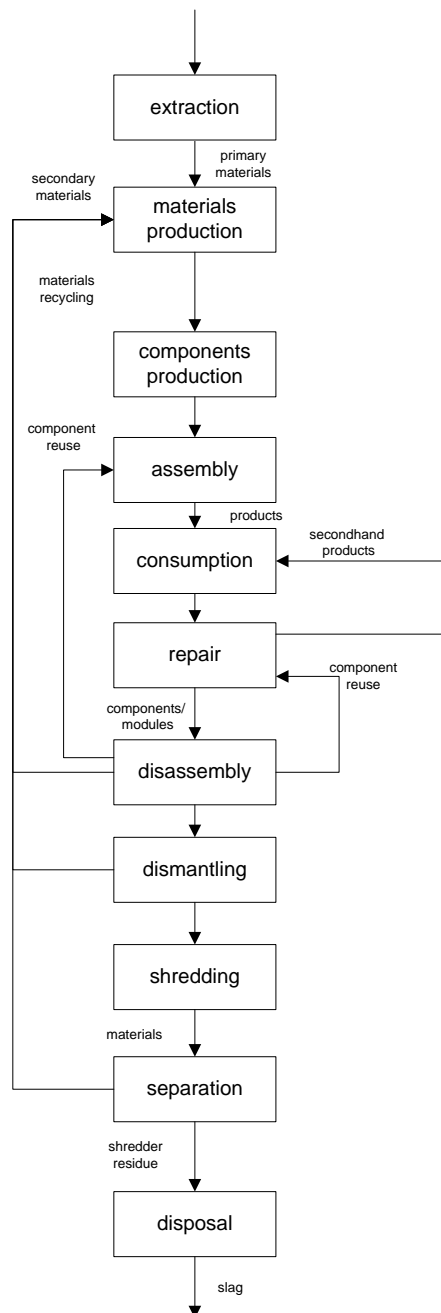 extraction
primary
materials
secondary
materials
materials
production
materials
recycling
components
production
component
reuse
assembly
products
secondhand
products
consumption
repair
component
reuse
components/
modules
disassembly
dismantling
shredding
materials
separation
shredder
residue
disposal
slag